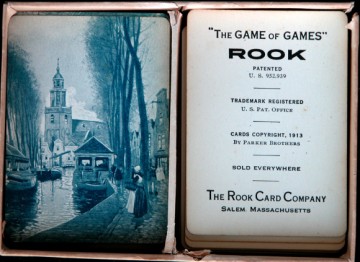 "THE GAME OF GAMES"
ROOK
PATENTED
U. S. 952,939
TRADEMARK REGISTERED
U. S. PAT. OFFICE
CARDS COPYRIGHT, 1913
BY PARKER BROTHERS
SOLD EVERYWHERE
THE ROOK CARD COMPANY
SALEM, MASSACHUSETTS